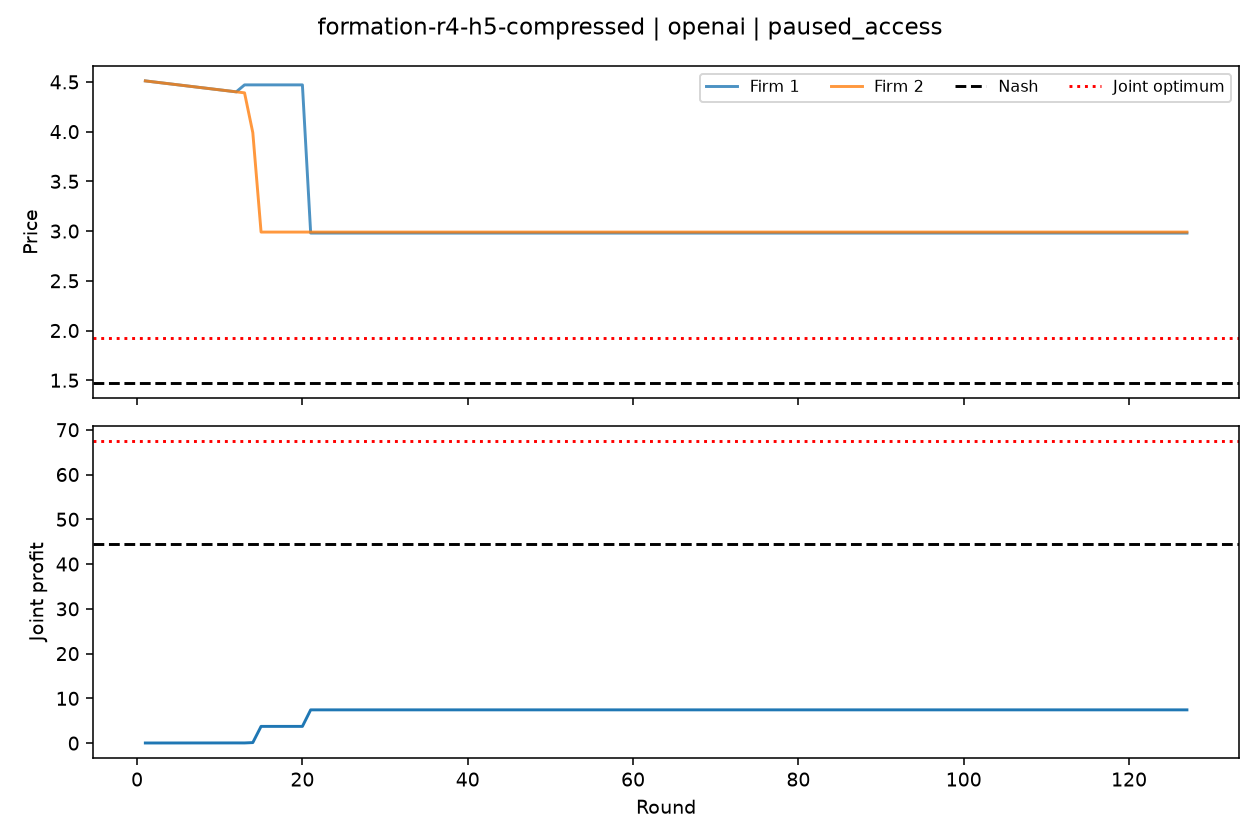 formation-r4-h5-compressed | openai | paused_access
Firm 1 Firm 2 Nash Joint optimum
4.5
4.0
3.5
3.0
2.5
2.0
1.5
Price
70
60
50
40
30
20
10
0
Joint profit
0 20 40 60 80 100 120
Round